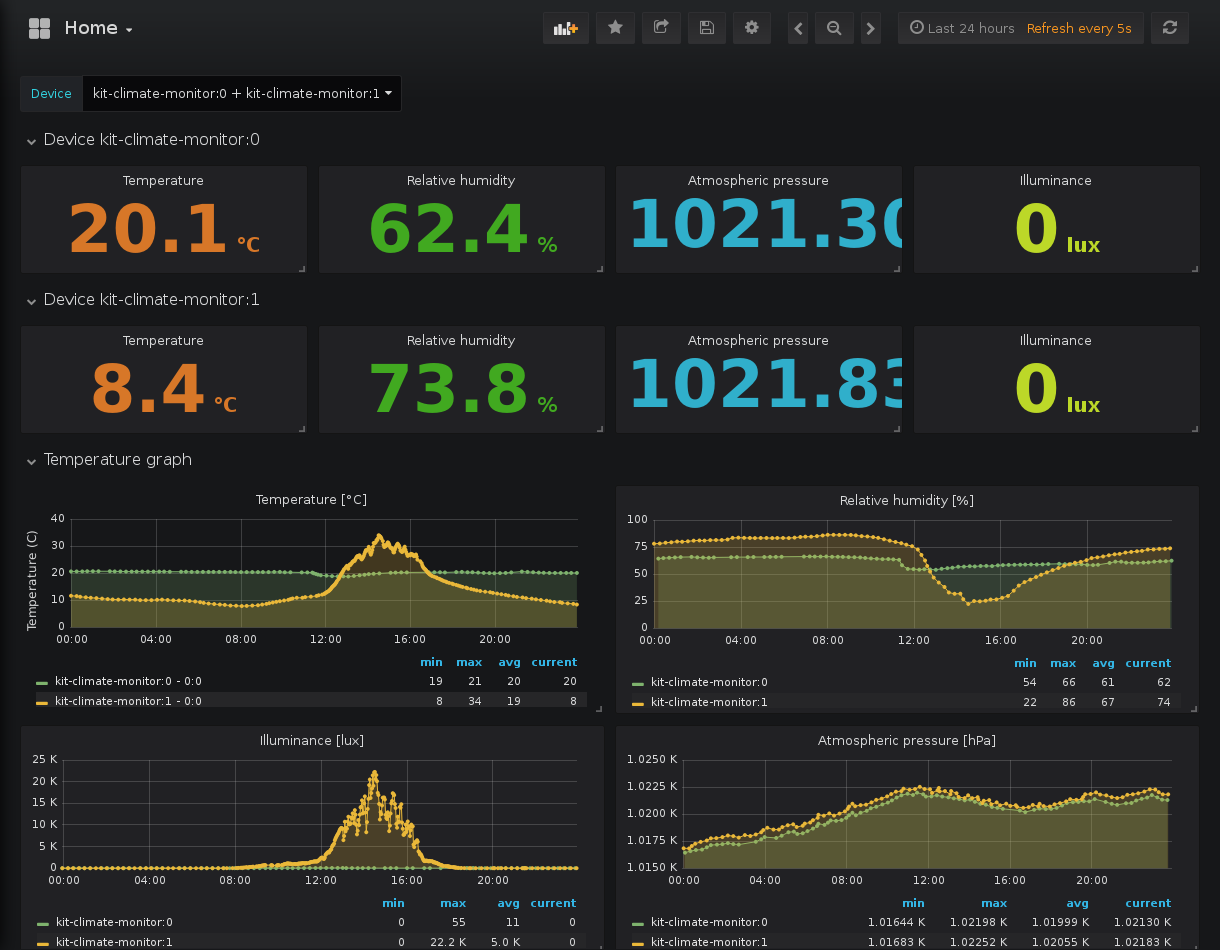 Home
Last 24 hours Refresh every 5s
Device kit-climate-monitor:0 + kit-climate-monitor:1
Device kit-climate-monitor:0
Temperature Relative humidity Atmospheric pressure Illuminance
20.1 °C 62.4 % 1021.30 0 lux
Device kit-climate-monitor:1
Temperature Relative humidity Atmospheric pressure Illuminance
8.4 °C 73.8 % 1021.83 0 lux
Temperature graph
Temperature [°C]
Temperature (C)
40
30
20
10
0
00:00 04:00 08:00 12:00 16:00 20:00
min max avg current
kit-climate-monitor:0 - 0:0 19 21 20 20
kit-climate-monitor:1 - 0:0 8 34 19 8
Relative humidity [%]
100
75
50
25
0
00:00 04:00 08:00 12:00 16:00 20:00
min max avg current
kit-climate-monitor:0 54 66 61 62
kit-climate-monitor:1 22 86 67 74
Illuminance [lux]
25 K
20 K
15 K
10 K
5 K
0
00:00 04:00 08:00 12:00 16:00 20:00
min max avg current
kit-climate-monitor:0 0 55 11 0
kit-climate-monitor:1 0 22.2 K 5.0 K 0
Atmospheric pressure [hPa]
1.0250 K
1.0225 K
1.0200 K
1.0175 K
1.0150 K
00:00 04:00 08:00 12:00 16:00 20:00
min max avg current
kit-climate-monitor:0 1.01644 K 1.02198 K 1.01999 K 1.02130 K
kit-climate-monitor:1 1.01683 K 1.02252 K 1.02055 K 1.02183 K